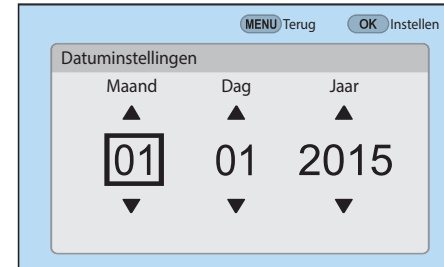 MENU Terug OK Instellen
Datuminstellingen
Maand Dag Jaar
01 01 2015